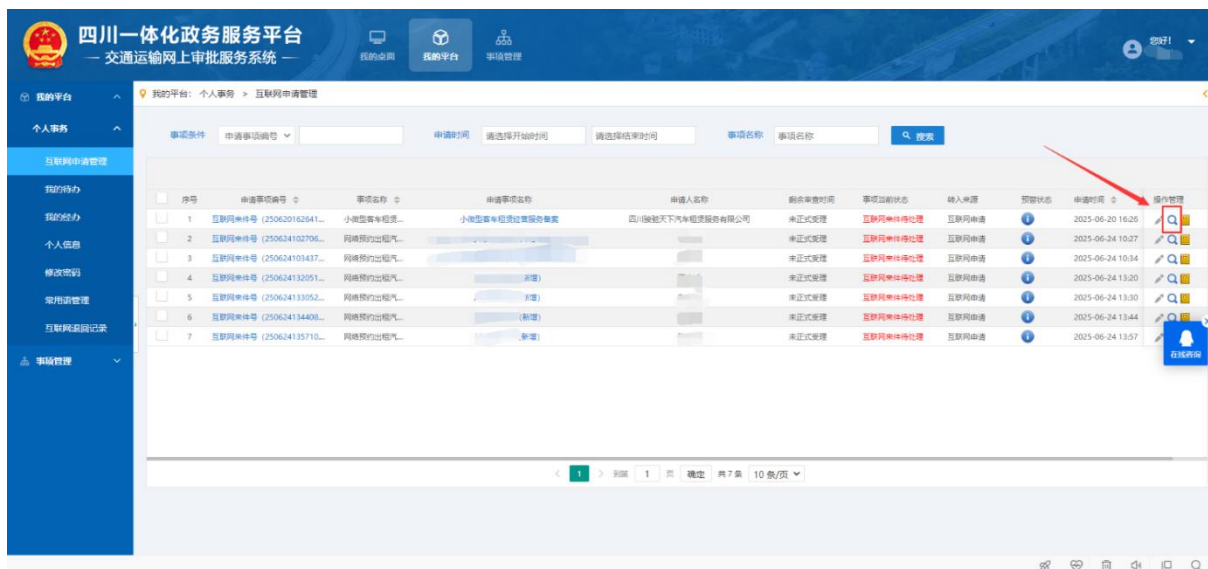 四川一体化政务服务平台
— 交通运输网上审批服务系统 —
我的桌面
我的平台
事项管理
您好!
我的平台
个人事务
互联网申请管理
我的待办
我的经办
个人信息
修改密码
常用语管理
互联网退回记录
事项管理
我的平台: 个人事务 > 互联网申请管理
事项条件 申请事项编号 申请时间 请选择开始时间 请选择结束时间 事项名称 事项名称 搜索
序号 申请事项编号 事项名称 申请事项名称 申请人名称 剩余审查时间 事项当前状态 转入来源 预警状态 申请时间 操作管理
1 互联网来件号 (250620162641... 小微型客车租赁... 小微型客车租赁经营服务备案 四川骏驰天下汽车租赁服务有限公司 未正式受理 互联网来件待处理 互联网申请 2025-06-20 16:26
2 互联网来件号 (250624102706... 网络预约出租汽... 未正式受理 互联网来件待处理 互联网申请 2025-06-24 10:27
3 互联网来件号 (250624103437... 网络预约出租汽... 未正式受理 互联网来件待处理 互联网申请 2025-06-24 10:34
4 互联网来件号 (250624132051... 网络预约出租汽... 新增) 未正式受理 互联网来件待处理 互联网申请 2025-06-24 13:20
5 互联网来件号 (250624133052... 网络预约出租汽... 增) 未正式受理 互联网来件待处理 互联网申请 2025-06-24 13:30
6 互联网来件号 (250624134408... 网络预约出租汽... (新增) 未正式受理 互联网来件待处理 互联网申请 2025-06-24 13:44
7 互联网来件号 (250624135710... 网络预约出租汽... 新增) 未正式受理 互联网来件待处理 互联网申请 2025-06-24 13:57
在线咨询
< 1 > 到第 1 页 确定 共 7 条 10 条/页